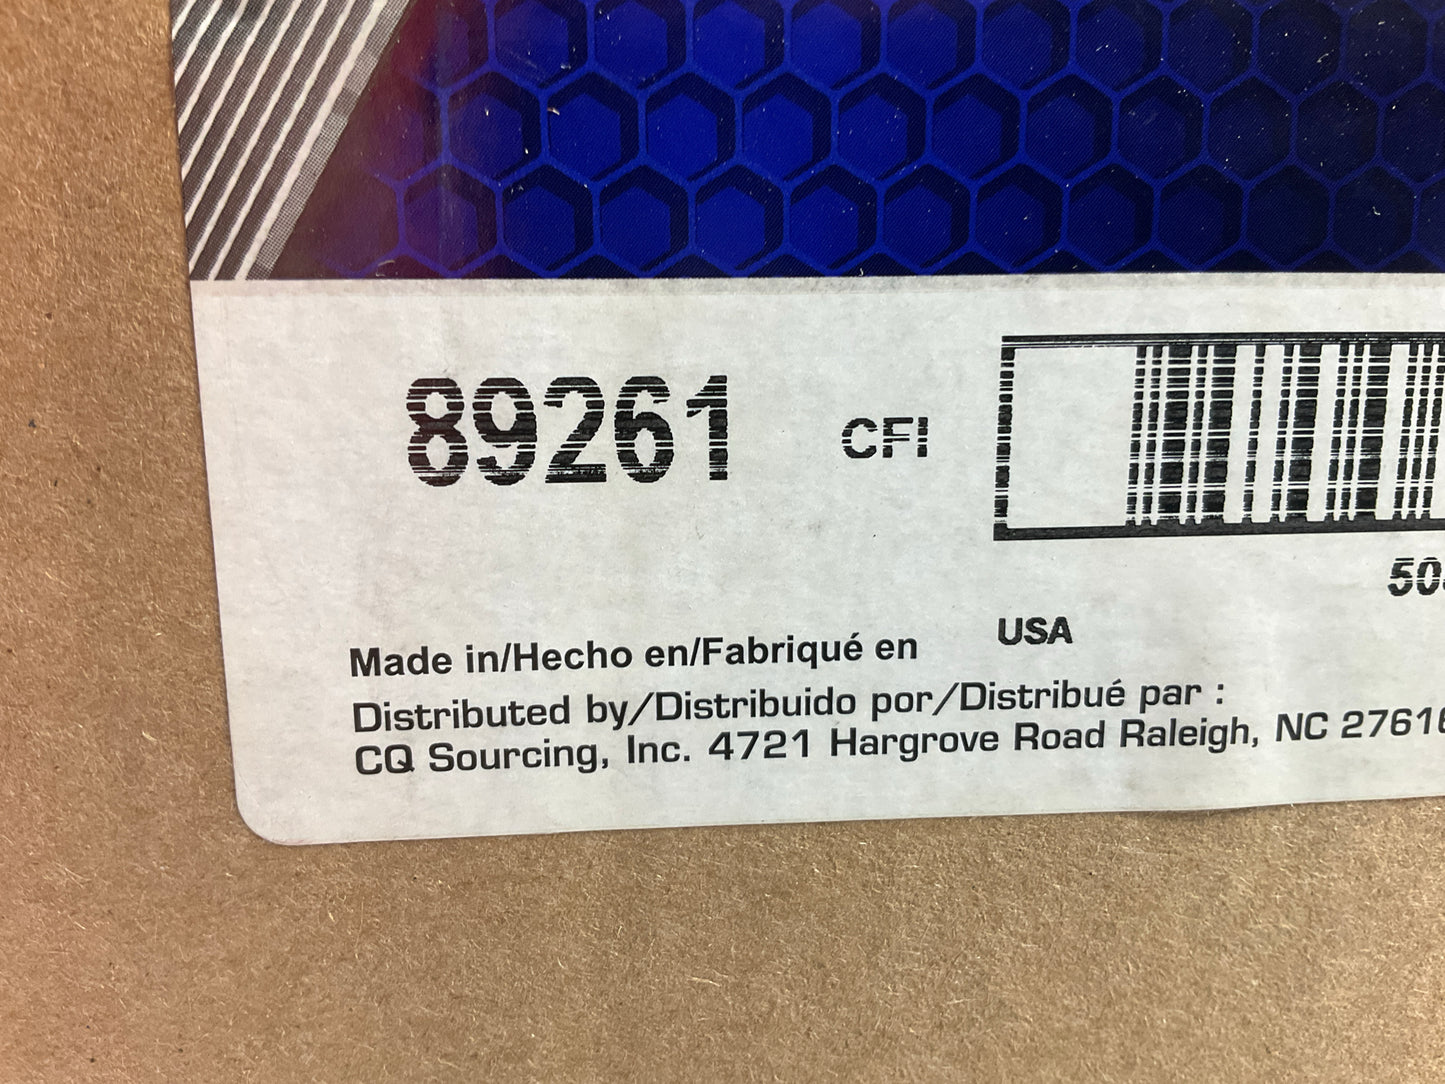 89261 CFI
50
Made in/Hecho en/Fabriqué en USA
Distributed by/Distribuido por/Distribué par :
CQ Sourcing, Inc. 4721 Hargrove Road Raleigh, NC 27616